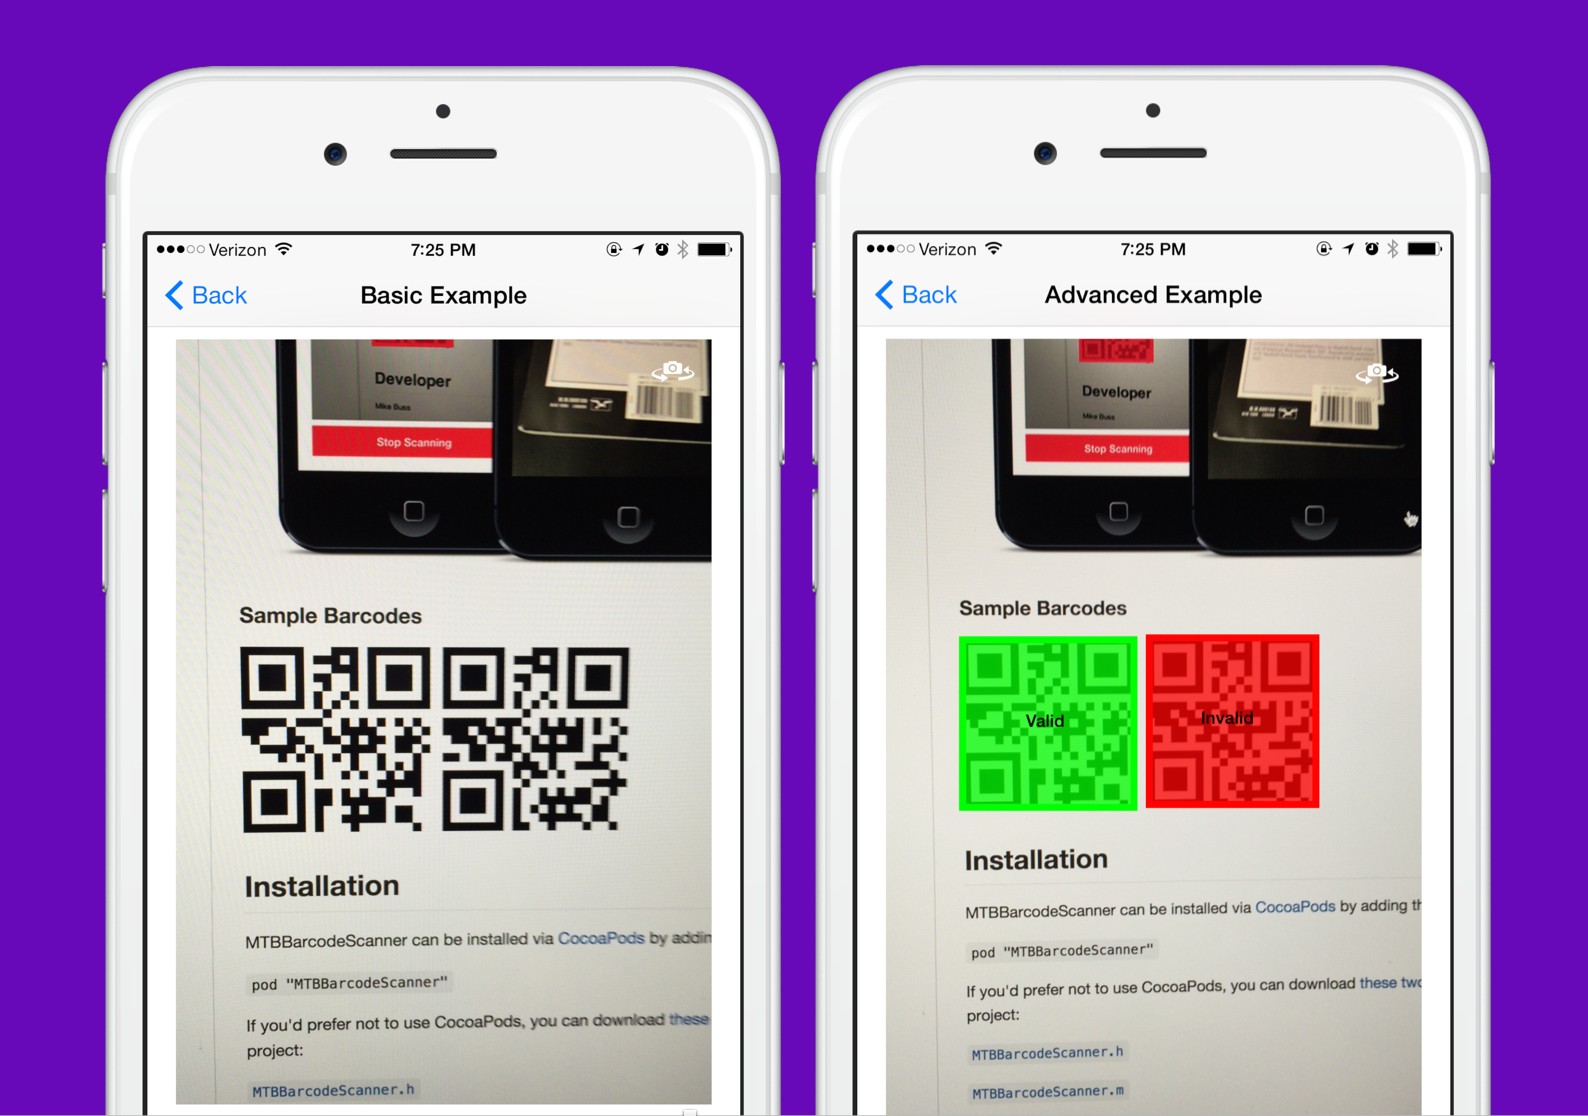 Verizon
7:25 PM
Back
Basic Example
Developer
Mike Buss
Stop Scanning
Sample Barcodes
Installation
MTBBarcodeScanner can be installed via CocoaPods by addin
pod "MTBBarcodeScanner"
If you'd prefer not to use CocoaPods, you can download these
project:
MTBBarcodeScanner.h
Verizon
7:25 PM
Back
Advanced Example
Developer
Mike Buss
Stop Scanning
Sample Barcodes
Valid
Invalid
Installation
MTBBarcodeScanner can be installed via CocoaPods by adding th
pod "MTBBarcodeScanner"
If you'd prefer not to use CocoaPods, you can download these two
project:
MTBBarcodeScanner.h
MTBBarcodeScanner.m